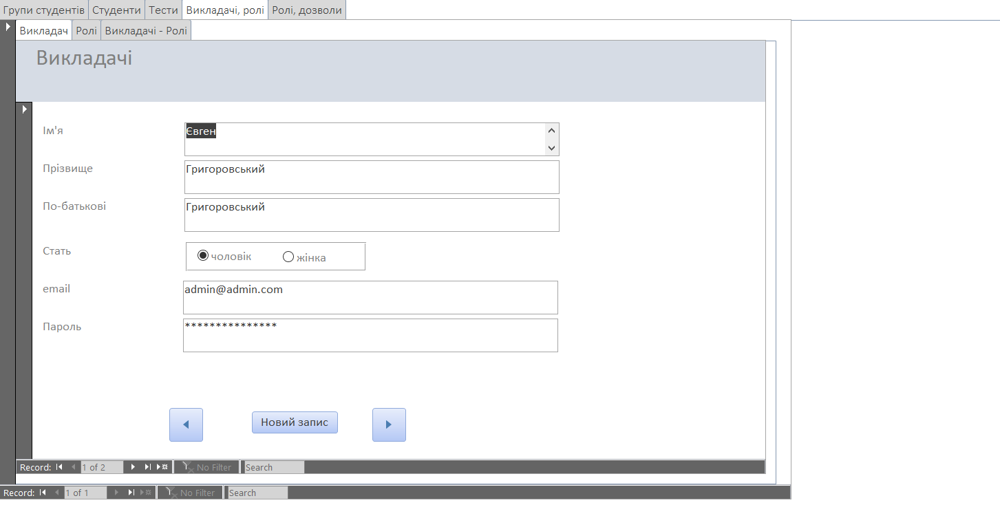 Групи студентів Студенти Тести Викладачі, ролі Ролі, дозволи
Викладач Ролі Викладачі - Ролі
Викладачі
Ім'я Євген
Прізвище Григоровський
По-батькові Григоровський
Стать чоловік жінка
email admin@admin.com
Пароль ***************
Новий запис
Record: 1 of 2 No Filter Search
Record: 1 of 1 No Filter Search